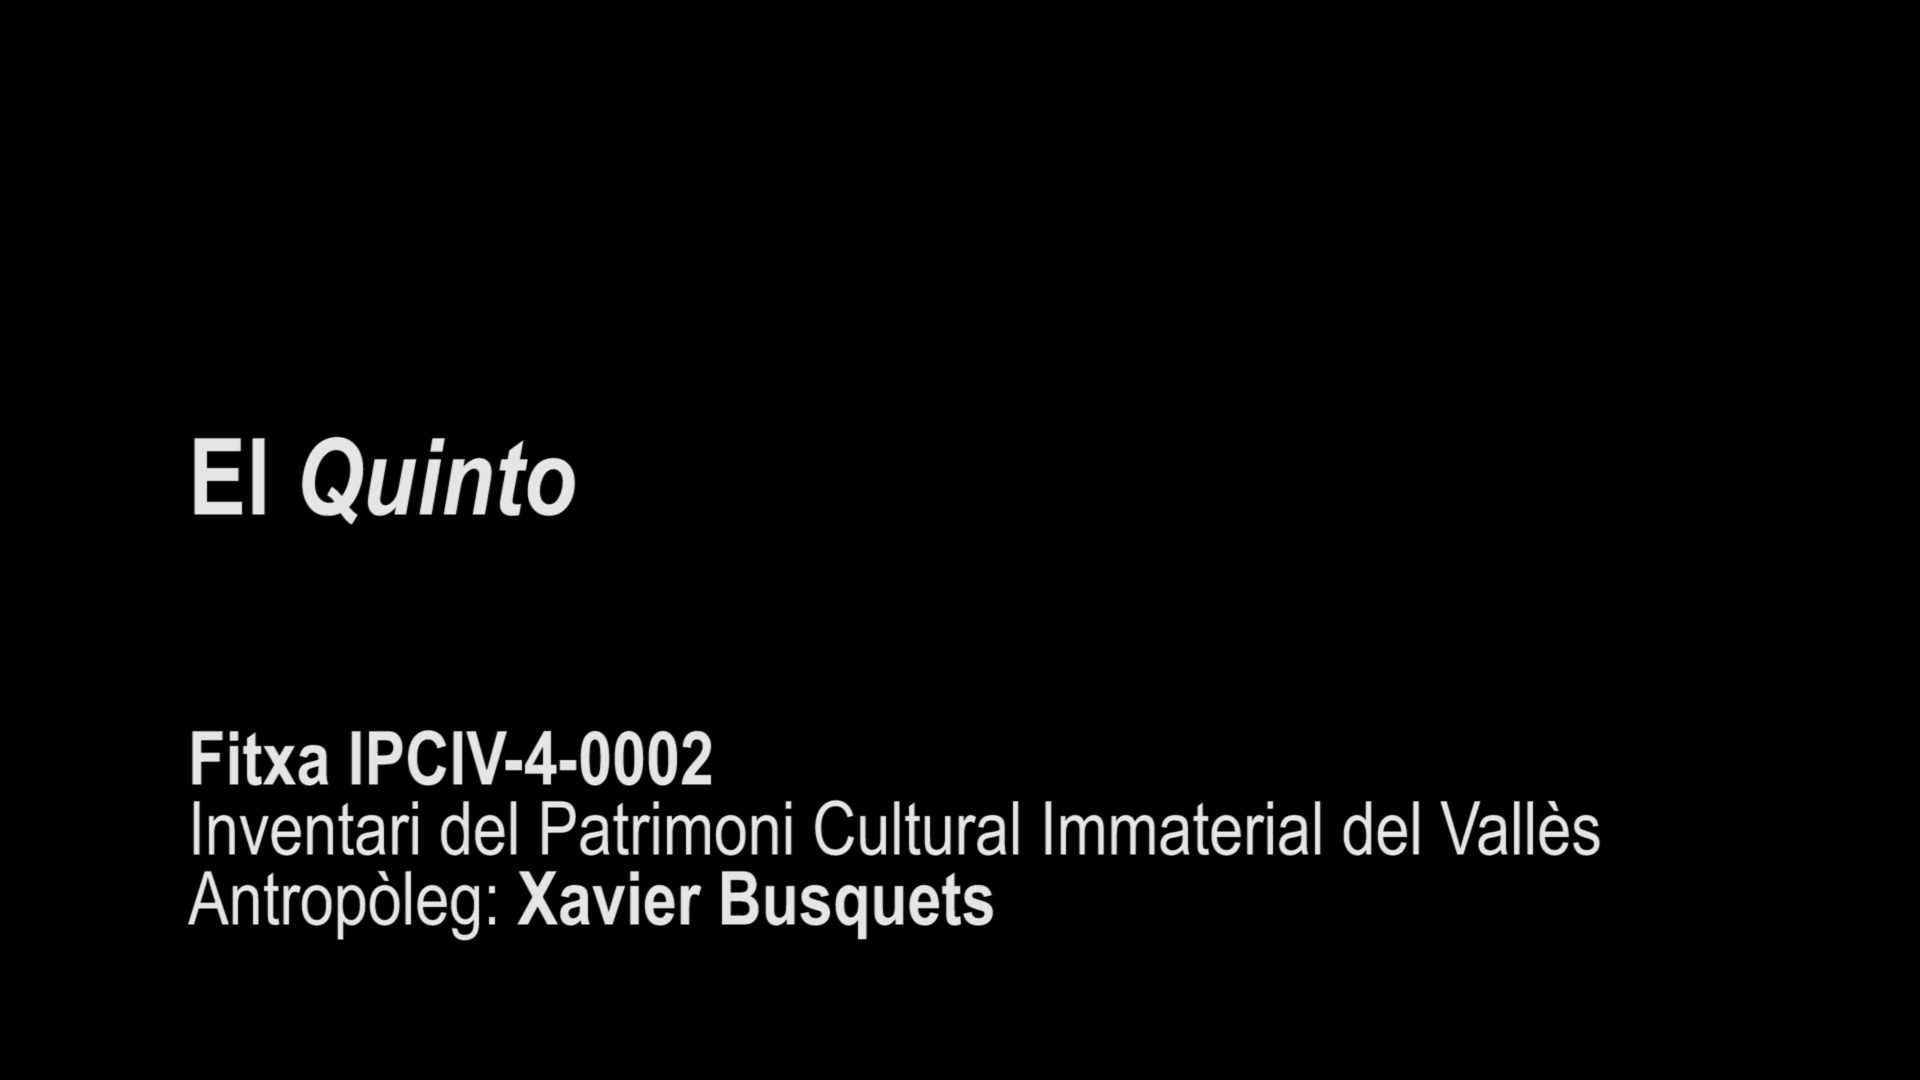 El Quinto
Fitxa IPCIV-4-0002
Inventari del Patrimoni Cultural Immaterial del Vallès
Antropòleg: Xavier Busquets